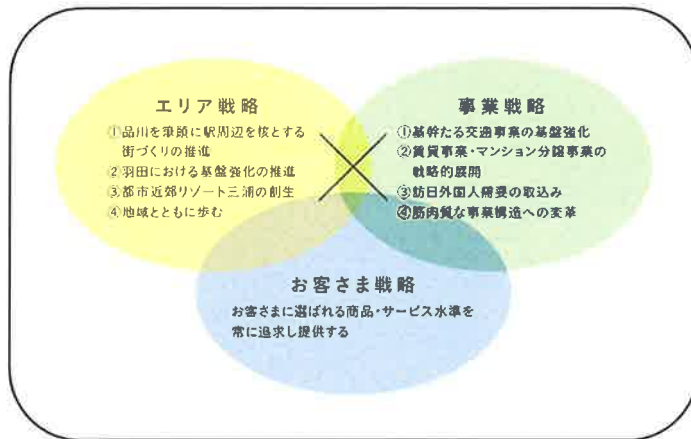 エリア戦略
①品川を筆頭に駅周辺を核とする
街づくりの推進
②羽田における基盤強化の推進
③都市近郊リゾート三浦の創生
④地域とともに歩む
事業戦略
①基幹たる交通事業の基盤強化
②賃貸事業・マンション分譲事業の
戦略的展開
③訪日外国人需要の取込み
④筋肉質な事業構造への変革
お客さま戦略
お客さまに選ばれる商品・サービス水準を
常に追求し提供する